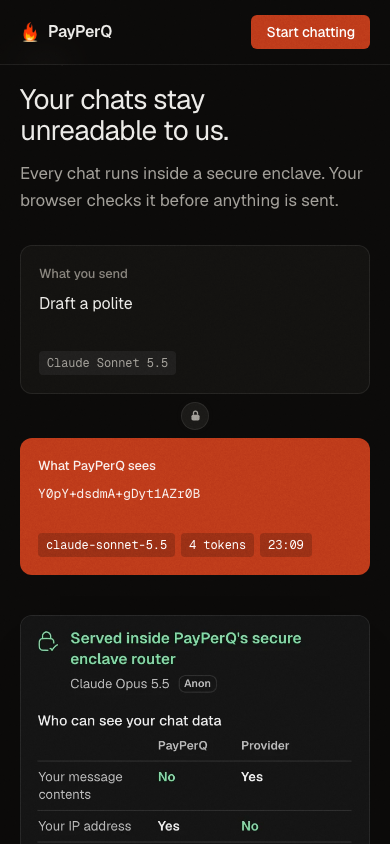 PayPerQ
Start chatting
Your chats stay
unreadable to us.
Every chat runs inside a secure enclave. Your
browser checks it before anything is sent.
What you send
Draft a polite
Claude Sonnet 5.5
What PayPerQ sees
Y0pY+dsdmA+gDyt1AZr0B
claude-sonnet-5.5 4 tokens 23:09
Served inside PayPerQ's secure
enclave router
Claude Opus 5.5 Anon
Who can see your chat data
PayPerQ Provider
Your message No Yes
contents
Your IP address Yes No